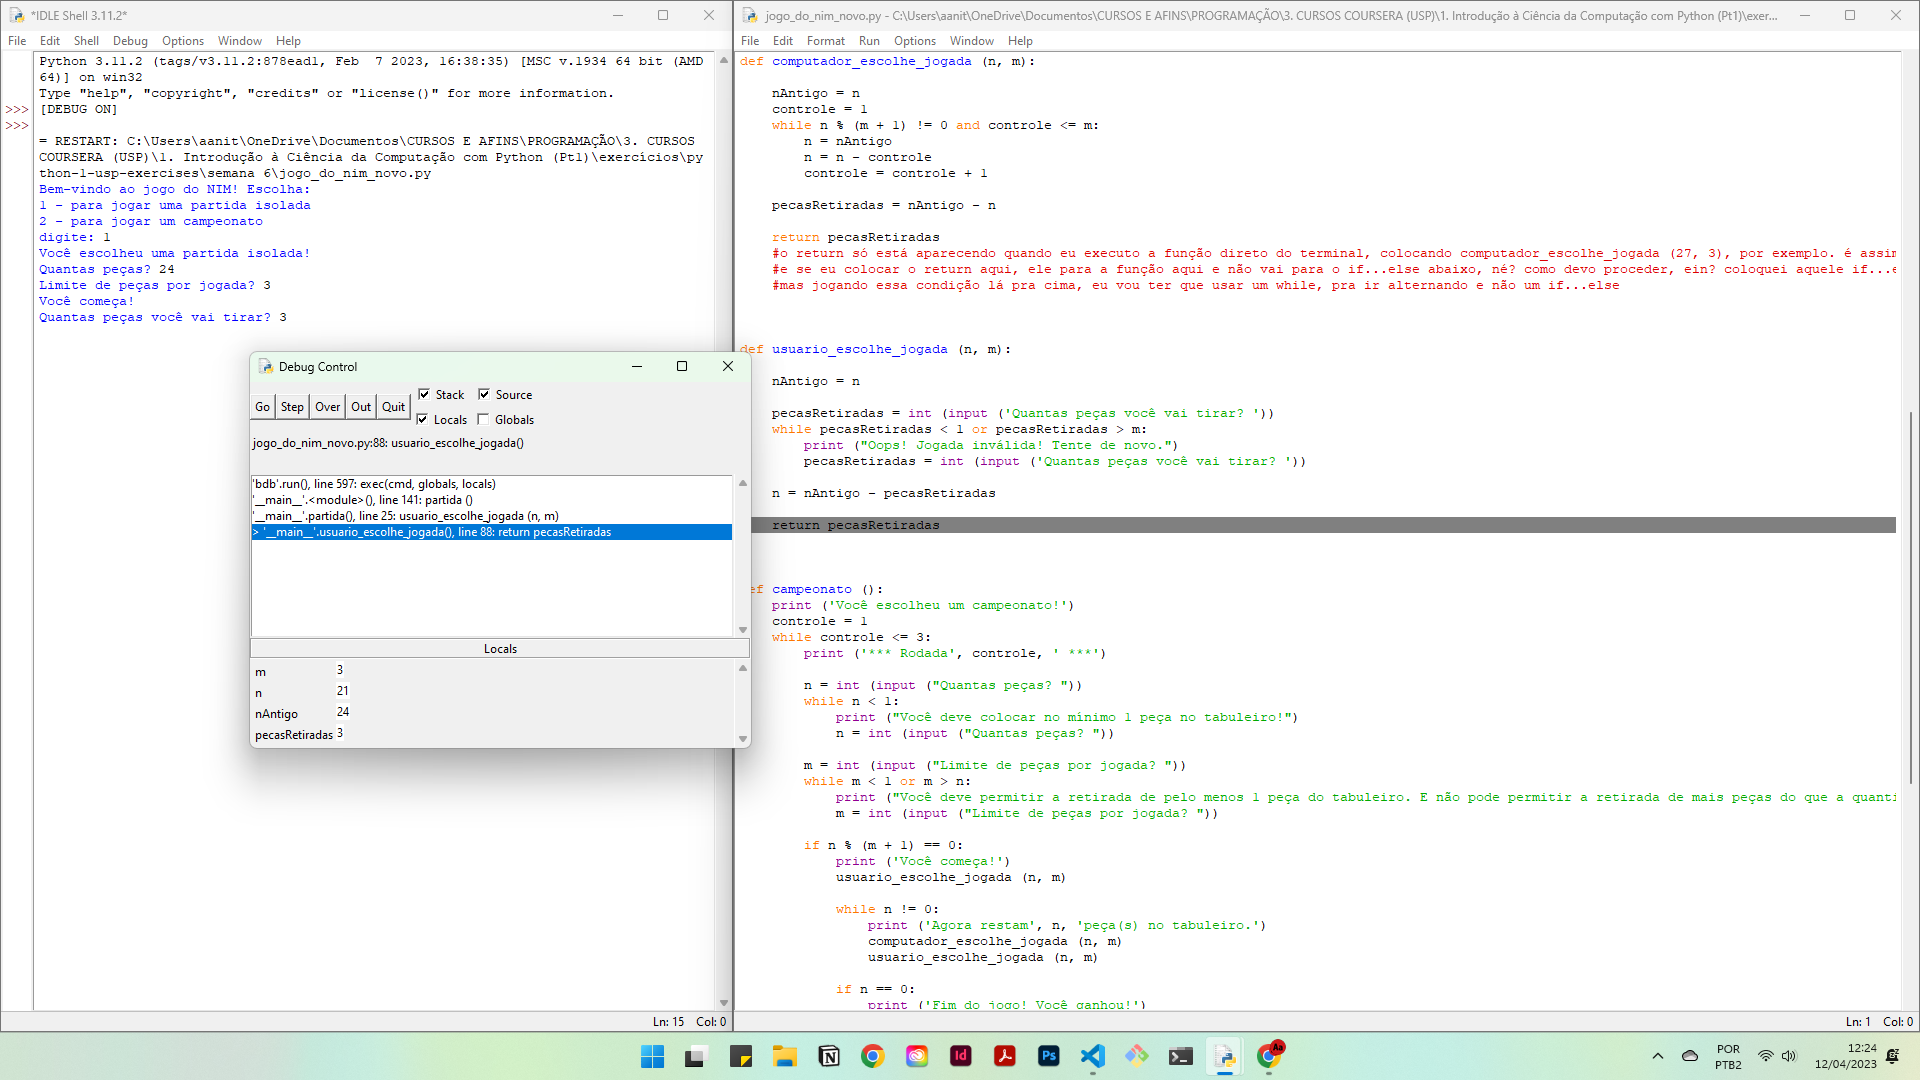 *IDLE Shell 3.11.2*
File Edit Shell Debug Options Window Help
Python 3.11.2 (tags/v3.11.2:878ead1, Feb  7 2023, 16:38:35) [MSC v.1934 64 bit (AMD
64)] on win32
Type "help", "copyright", "credits" or "license()" for more information.
>>> [DEBUG ON]
>>>
= RESTART: C:\Users\aanit\OneDrive\Documentos\CURSOS E AFINS\PROGRAMAÇÃO\3. CURSOS
COURSERA (USP)\1. Introdução à Ciência da Computação com Python (Pt1)\exercícios\py
thon-1-usp-exercises\semana 6\jogo_do_nim_novo.py
Bem-vindo ao jogo do NIM! Escolha:
1 - para jogar uma partida isolada
2 - para jogar um campeonato
digite: 1
Você escolheu uma partida isolada!
Quantas peças? 24
Limite de peças por jogada? 3
Você começa!
Quantas peças você vai tirar? 3
Ln: 15 Col: 0
Debug Control
Go Step Over Out Quit
Stack Source
Locals Globals
jogo_do_nim_novo.py:88: usuario_escolhe_jogada()
'bdb'.run(), line 597: exec(cmd, globals, locals)
'__main__'.<module>(), line 141: partida ()
'__main__'.partida(), line 25: usuario_escolhe_jogada (n, m)
> '__main__'.usuario_escolhe_jogada(), line 88: return pecasRetiradas
Locals
m 3
n 21
nAntigo 24
pecasRetiradas 3
jogo_do_nim_novo.py - C:\Users\aanit\OneDrive\Documentos\CURSOS E AFINS\PROGRAMAÇÃO\3. CURSOS COURSERA (USP)\1. Introdução à Ciência da Computação com Python (Pt1)\exer...
File Edit Format Run Options Window Help
def computador_escolhe_jogada (n, m):
nAntigo = n
controle = 1
while n % (m + 1) != 0 and controle <= m:
n = nAntigo
n = n - controle
controle = controle + 1
pecasRetiradas = nAntigo - n
return pecasRetiradas
#o return só está aparecendo quando eu executo a função direto do terminal, colocando computador_escolhe_jogada (27, 3), por exemplo. é assim
#e se eu colocar o return aqui, ele para a função aqui e não vai para o if...else abaixo, né? como devo proceder, ein? coloquei aquele if...e
#mas jogando essa condição lá pra cima, eu vou ter que usar um while, pra ir alternando e não um if...else
def usuario_escolhe_jogada (n, m):
nAntigo = n
pecasRetiradas = int (input ('Quantas peças você vai tirar? '))
while pecasRetiradas < 1 or pecasRetiradas > m:
print ("Oops! Jogada inválida! Tente de novo.")
pecasRetiradas = int (input ('Quantas peças você vai tirar? '))
n = nAntigo - pecasRetiradas
return pecasRetiradas
ef campeonato ():
print ('Você escolheu um campeonato!')
controle = 1
while controle <= 3:
print ('*** Rodada', controle, ' ***')
n = int (input ("Quantas peças? "))
while n < 1:
print ("Você deve colocar no mínimo 1 peça no tabuleiro!")
n = int (input ("Quantas peças? "))
m = int (input ("Limite de peças por jogada? "))
while m < 1 or m > n:
print ("Você deve permitir a retirada de pelo menos 1 peça do tabuleiro. E não pode permitir a retirada de mais peças do que a quanti
m = int (input ("Limite de peças por jogada? "))
if n % (m + 1) == 0:
print ('Você começa!')
usuario_escolhe_jogada (n, m)
while n != 0:
print ('Agora restam', n, 'peça(s) no tabuleiro.')
computador_escolhe_jogada (n, m)
usuario_escolhe_jogada (n, m)
if n == 0:
print ('Fim do jogo! Você ganhou!')
Ln: 1 Col: 0
Id
Ps
Aa
POR
PTB2
12:24
12/04/2023